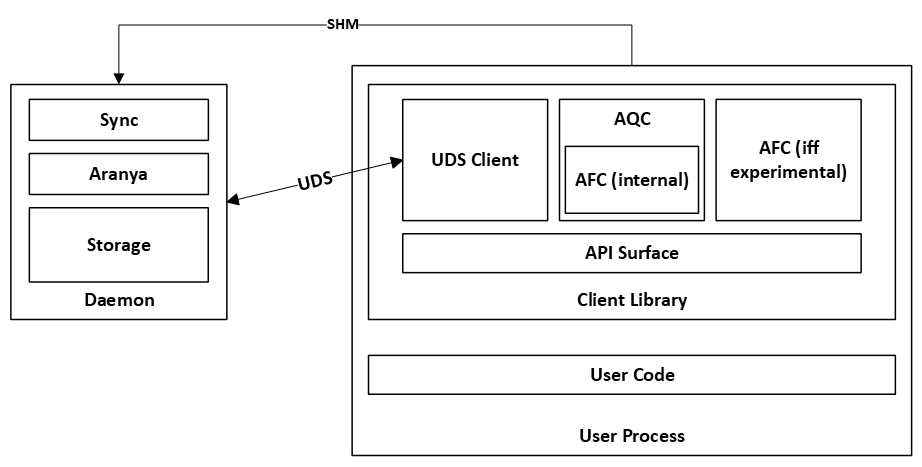 SHM
Sync
Aranya
Storage
Daemon
UDS
UDS Client
AQC
AFC (internal)
AFC (iff
experimental)
API Surface
Client Library
User Code
User Process